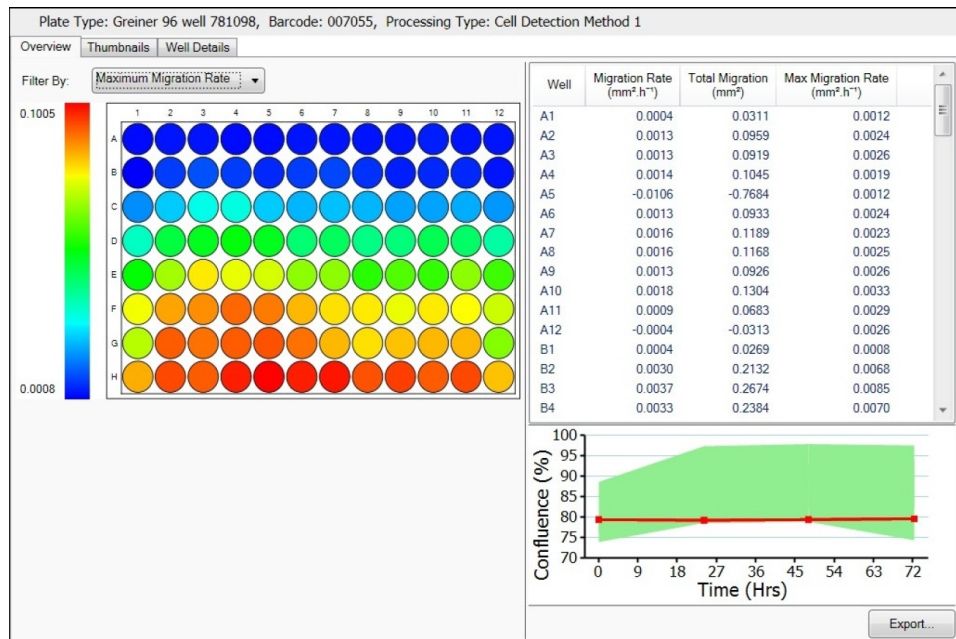 Plate Type: Greiner 96 well 781098, Barcode: 007055, Processing Type: Cell Detection Method 1
Overview Thumbnails Well Details
Filter By: Maximum Migration Rate
0.1005
0.0008
1 2 3 4 5 6 7 8 9 10 11 12
A
B
C
D
E
F
G
H
Well Migration Rate (mm².h⁻¹) Total Migration (mm²) Max Migration Rate (mm².h⁻¹)
A1 0.0004 0.0311 0.0012
A2 0.0013 0.0959 0.0024
A3 0.0013 0.0919 0.0026
A4 0.0014 0.1045 0.0019
A5 -0.0106 -0.7684 0.0012
A6 0.0013 0.0933 0.0024
A7 0.0016 0.1189 0.0023
A8 0.0016 0.1168 0.0025
A9 0.0013 0.0926 0.0026
A10 0.0018 0.1304 0.0033
A11 0.0009 0.0683 0.0029
A12 -0.0004 -0.0313 0.0026
B1 0.0004 0.0269 0.0008
B2 0.0030 0.2132 0.0068
B3 0.0037 0.2674 0.0085
B4 0.0033 0.2384 0.0070
Confluence (%)
100
95
90
85
80
75
70
0 9 18 27 36 45 54 63 72
Time (Hrs)
Export...